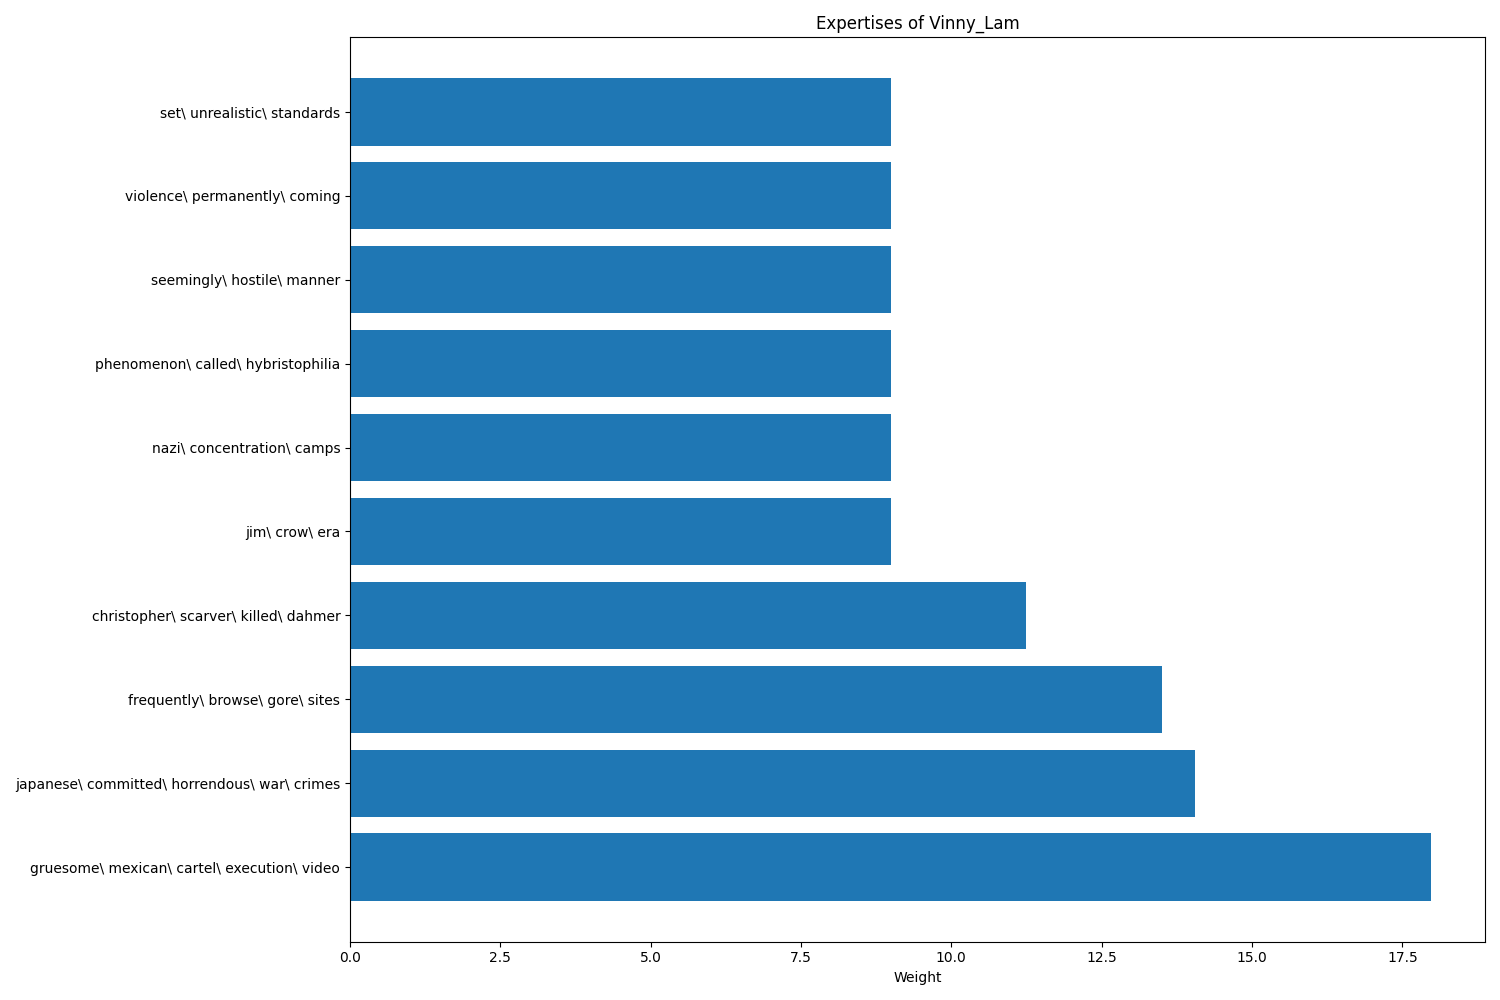 Expertises of Vinny_Lam
set\ unrealistic\ standards
violence\ permanently\ coming
seemingly\ hostile\ manner
phenomenon\ called\ hybristophilia
nazi\ concentration\ camps
jim\ crow\ era
christopher\ scarver\ killed\ dahmer
frequently\ browse\ gore\ sites
japanese\ committed\ horrendous\ war\ crimes
gruesome\ mexican\ cartel\ execution\ video
0.0 2.5 5.0 7.5 10.0 12.5 15.0 17.5
Weight